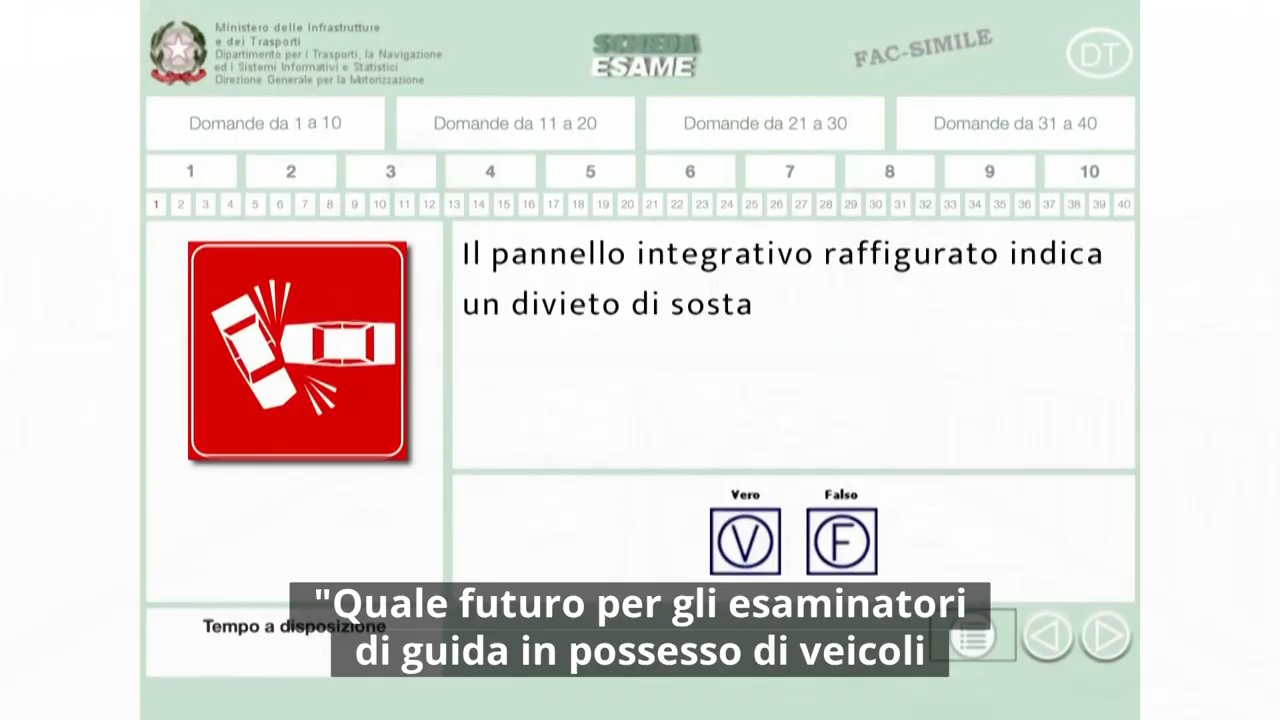 Ministero delle Infrastrutture
e dei Trasporti
Dipartimento per i Trasporti, la Navigazione
ed i Sistemi Informativi e Statistici
Direzione Generale per la Motorizzazione
SCHEDA
ESAME
FAC-SIMILE
DT
Domande da 1 a 10 Domande da 11 a 20 Domande da 21 a 30 Domande da 31 a 40
1 2 3 4 5 6 7 8 9 10
1 2 3 4 5 6 7 8 9 10 11 12 13 14 15 16 17 18 19 20 21 22 23 24 25 26 27 28 29 30 31 32 33 34 35 36 37 38 39 40
Il pannello integrativo raffigurato indica
un divieto di sosta
Vero Falso
V F
Tempo a disposizione
"Quale futuro per gli esaminatori
di guida in possesso di veicoli